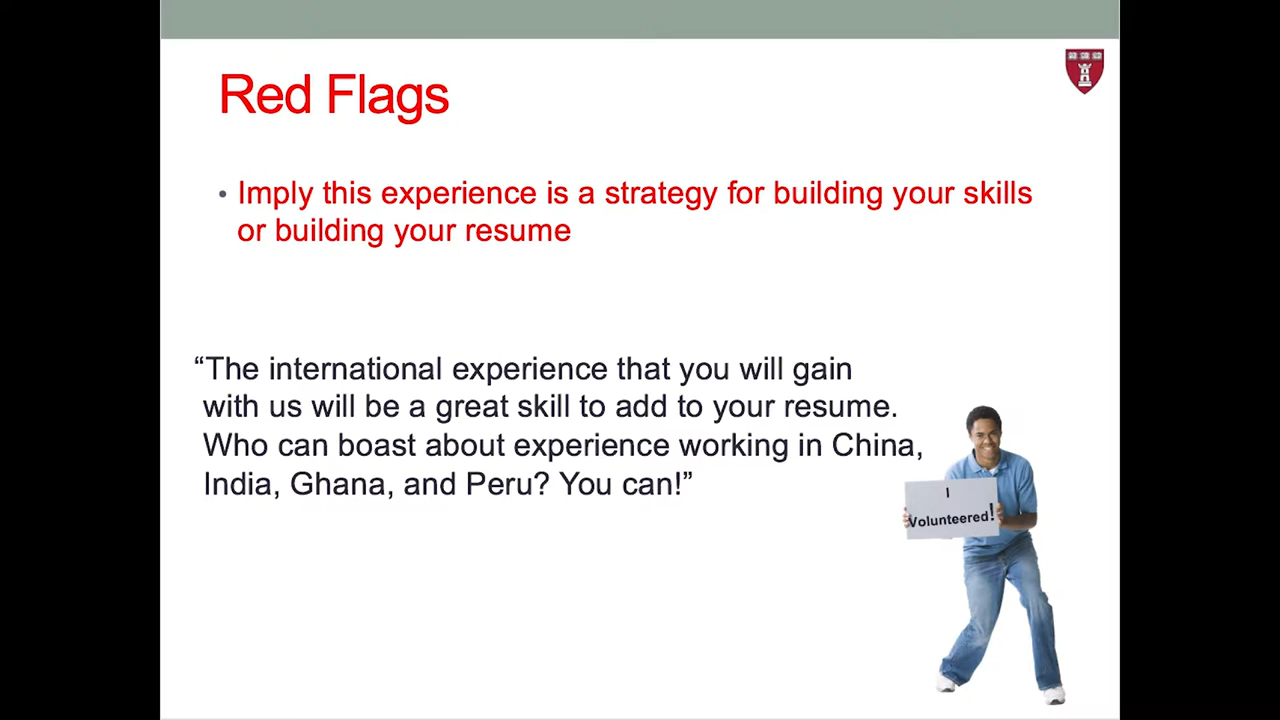 Red Flags
• Imply this experience is a strategy for building your skills
or building your resume
“The international experience that you will gain
with us will be a great skill to add to your resume.
Who can boast about experience working in China,
India, Ghana, and Peru? You can!”
I
Volunteered!